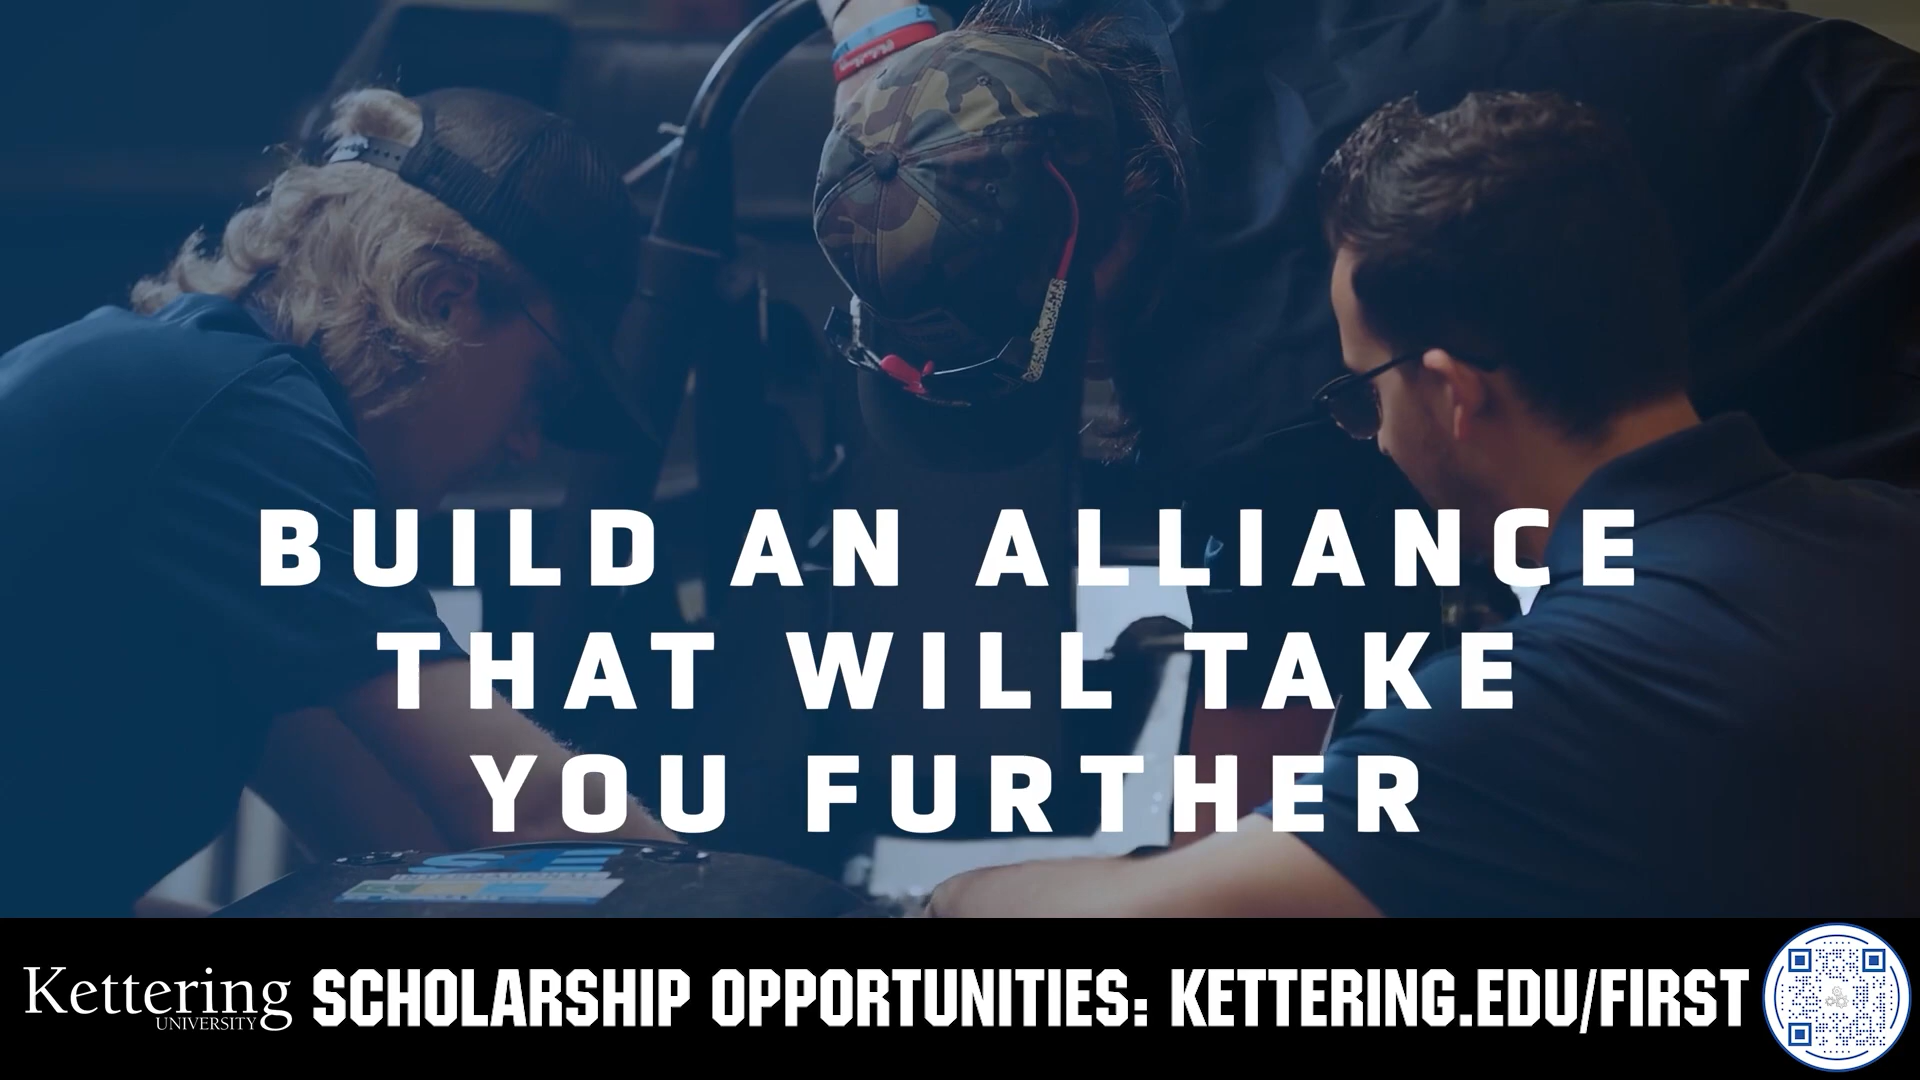 BUILD AN ALLIANCE
THAT WILL TAKE
YOU FURTHER
Kettering
UNIVERSITY
SCHOLARSHIP OPPORTUNITIES: KETTERING.EDU/FIRST